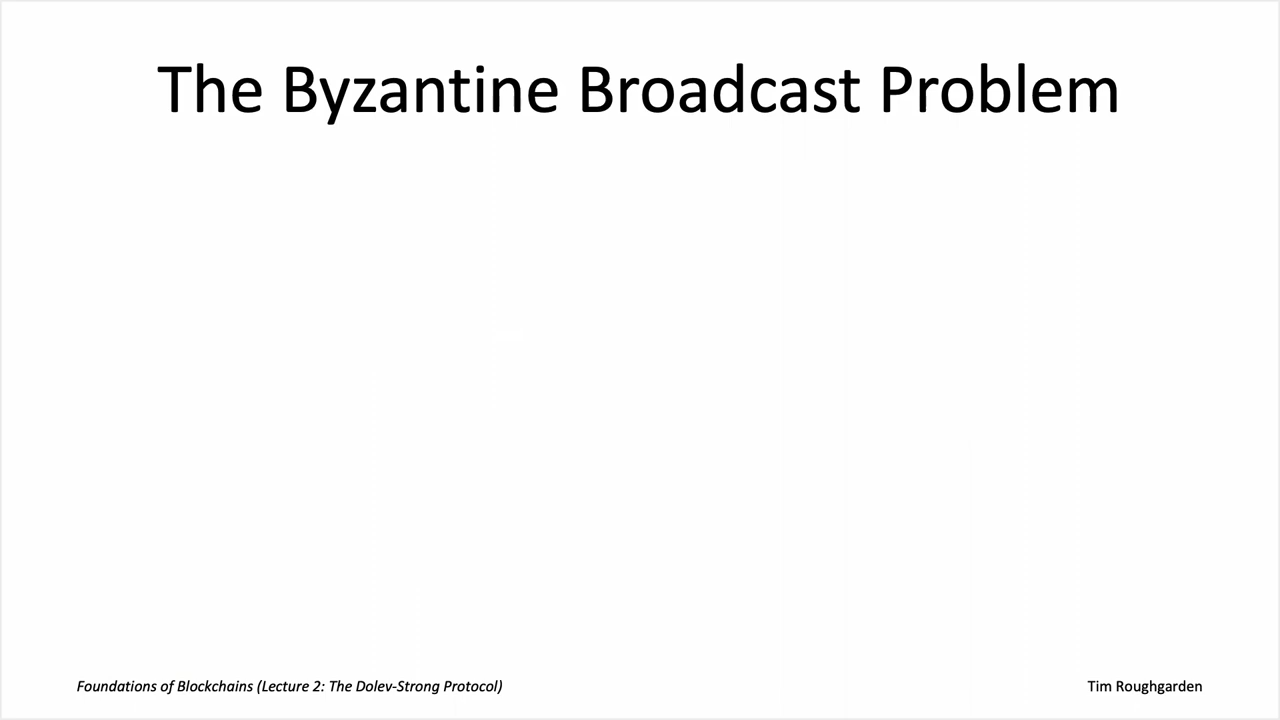 The Byzantine Broadcast Problem
Foundations of Blockchains (Lecture 2: The Dolev-Strong Protocol)
Tim Roughgarden